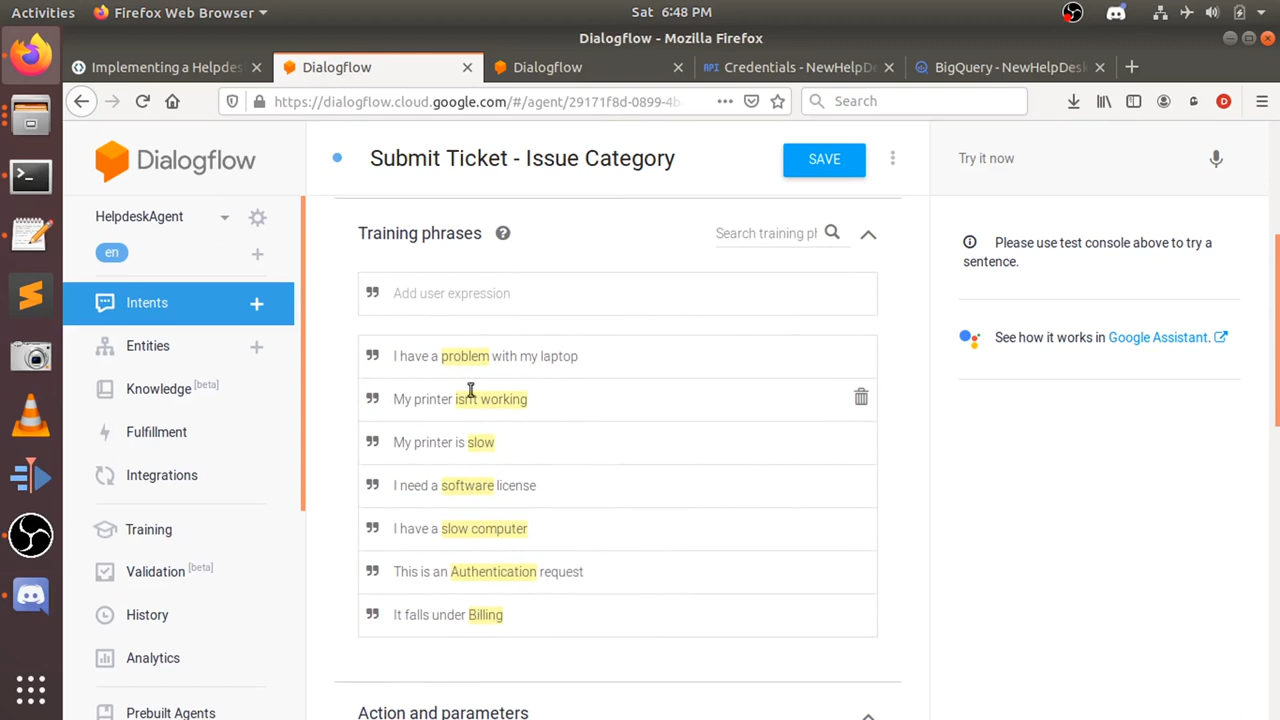 Activities
Firefox Web Browser
Sat 6:48 PM
Dialogflow - Mozilla Firefox
Implementing a Helpdes
Dialogflow
Dialogflow
API
Credentials - NewHelpDe
BigQuery - NewHelpDesk
https://dialogflow.cloud.google.com/#/agent/29171f8d-0899-4b
Search
D
Dialogflow
Submit Ticket - Issue Category
SAVE
Try it now
HelpdeskAgent
en
Training phrases
Search training pl
Please use test console above to try a
sentence.
Add user expression
Intents
See how it works in Google Assistant.
Entities
I have a problem with my laptop
Knowledge [beta]
My printer isn't working
Fulfillment
My printer is slow
Integrations
I need a software license
Training
I have a slow computer
Validation [beta]
This is an Authentication request
History
It falls under Billing
Analytics
Prebuilt Agents
Action and parameters